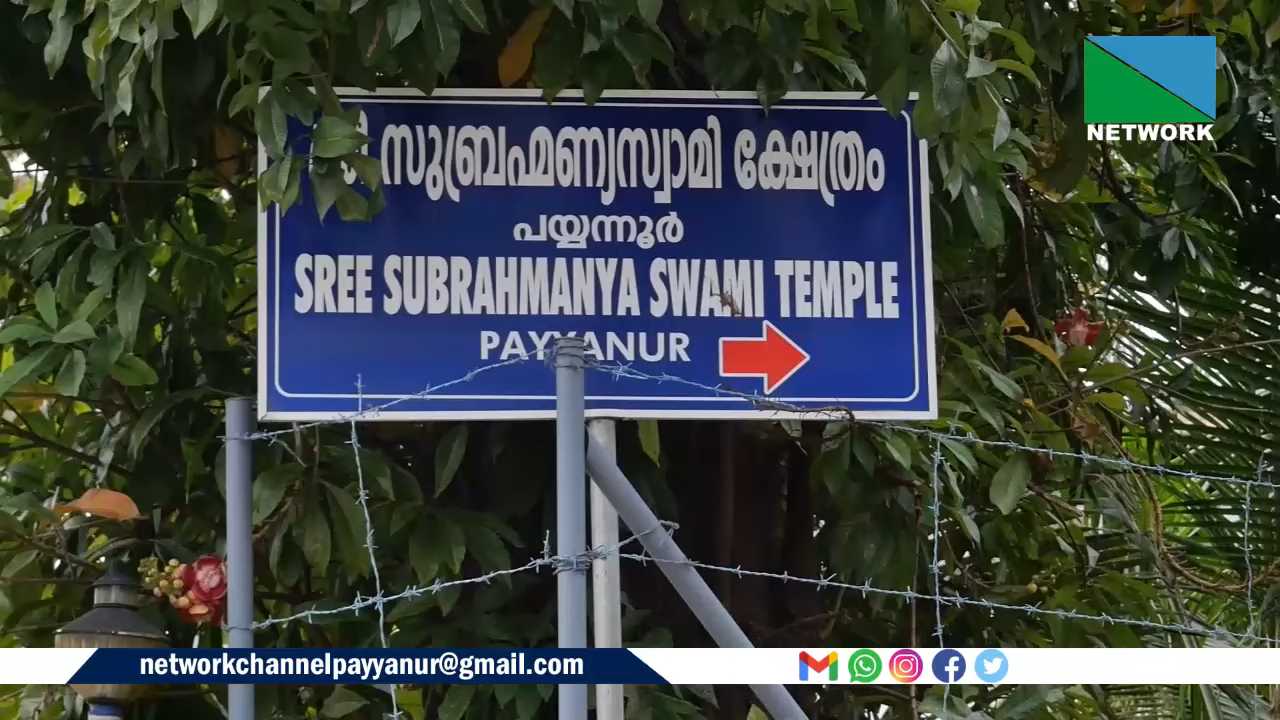 ശ്രീ സുബ്രഹ്മണ്യസ്വാമി ക്ഷേത്രം
പയ്യന്നൂർ
SREE SUBRAHMANYA SWAMI TEMPLE
PAYYANUR
NETWORK
networkchannelpayyanur@gmail.com